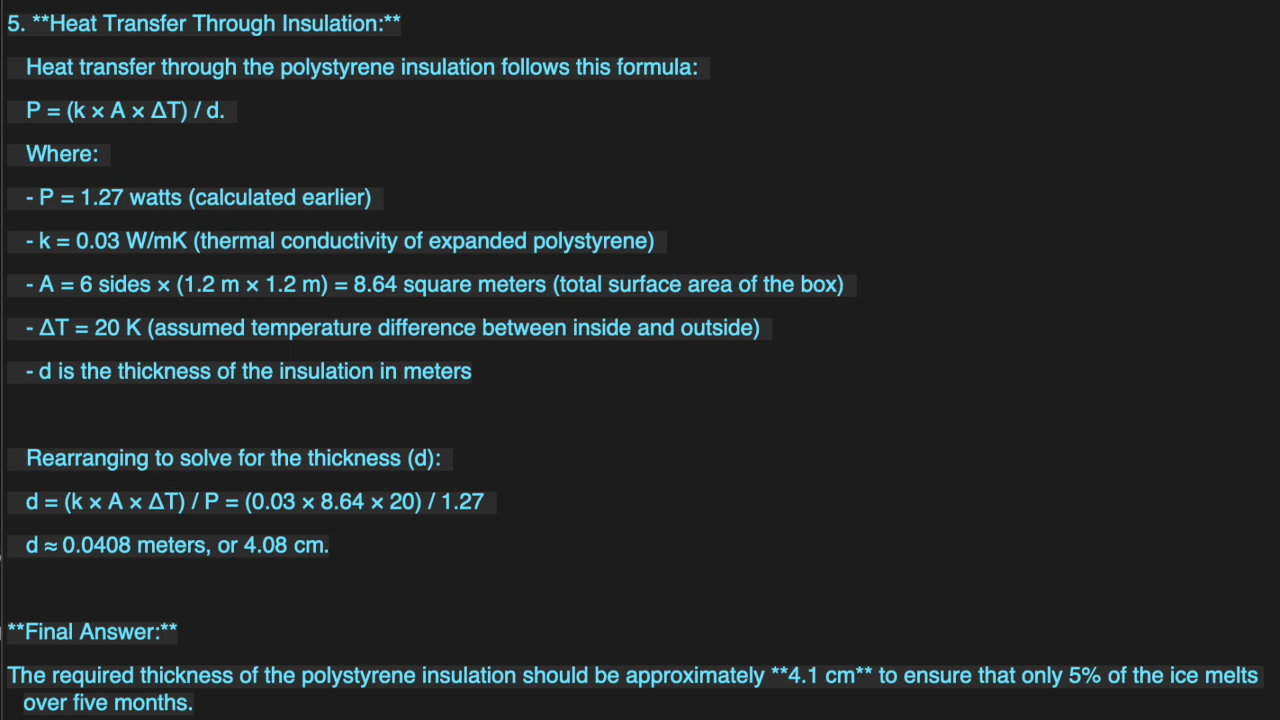 5. **Heat Transfer Through Insulation:**
Heat transfer through the polystyrene insulation follows this formula:
P = (k × A × ΔT) / d.
Where:
- P = 1.27 watts (calculated earlier)
- k = 0.03 W/mK (thermal conductivity of expanded polystyrene)
- A = 6 sides × (1.2 m × 1.2 m) = 8.64 square meters (total surface area of the box)
- ΔT = 20 K (assumed temperature difference between inside and outside)
- d is the thickness of the insulation in meters
Rearranging to solve for the thickness (d):
d = (k × A × ΔT) / P = (0.03 × 8.64 × 20) / 1.27
d ≈ 0.0408 meters, or 4.08 cm.
**Final Answer:**
The required thickness of the polystyrene insulation should be approximately **4.1 cm** to ensure that only 5% of the ice melts
over five months.